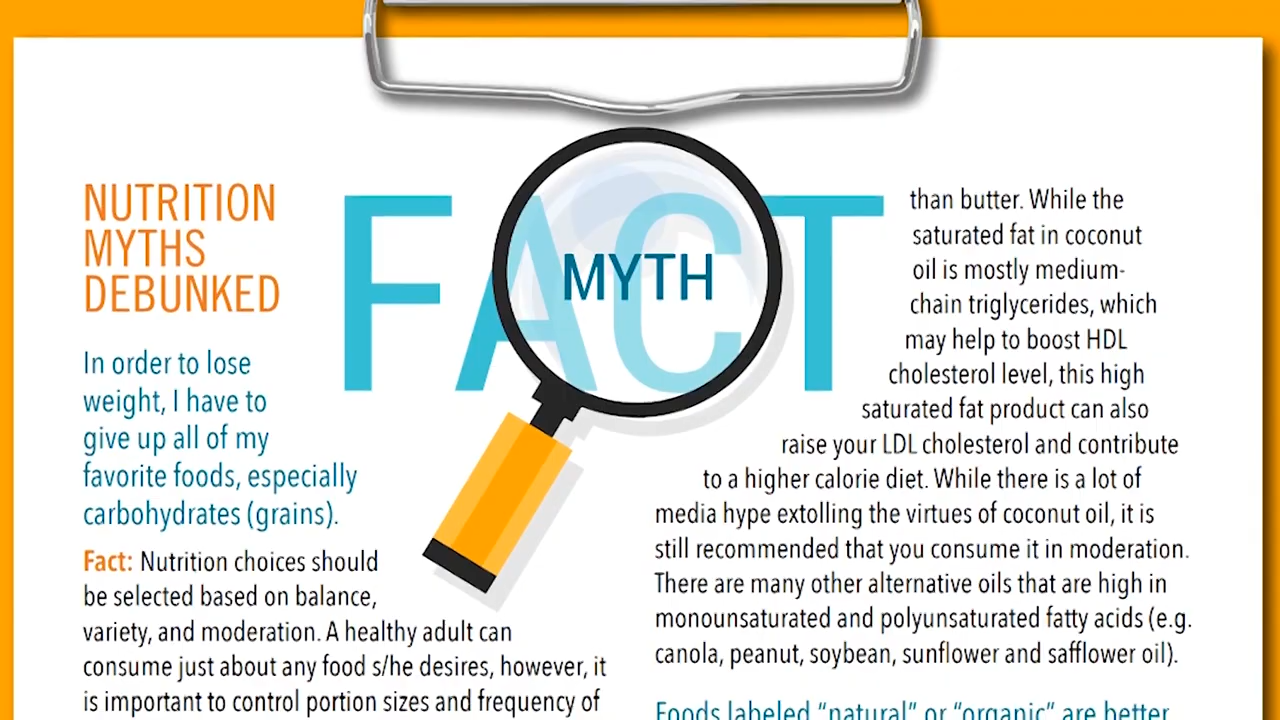 NUTRITION
MYTHS
DEBUNKED
FACT
MYTH
In order to lose
weight, I have to
give up all of my
favorite foods, especially
carbohydrates (grains).
Fact: Nutrition choices should
be selected based on balance,
variety, and moderation. A healthy adult can
consume just about any food s/he desires, however, it
is important to control portion sizes and frequency of
than butter. While the
saturated fat in coconut
oil is mostly medium-
chain triglycerides, which
may help to boost HDL
cholesterol level, this high
saturated fat product can also
raise your LDL cholesterol and contribute
to a higher calorie diet. While there is a lot of
media hype extolling the virtues of coconut oil, it is
still recommended that you consume it in moderation.
There are many other alternative oils that are high in
monounsaturated and polyunsaturated fatty acids (e.g.
canola, peanut, soybean, sunflower and safflower oil).
Foods labeled “natural” or “organic” are better